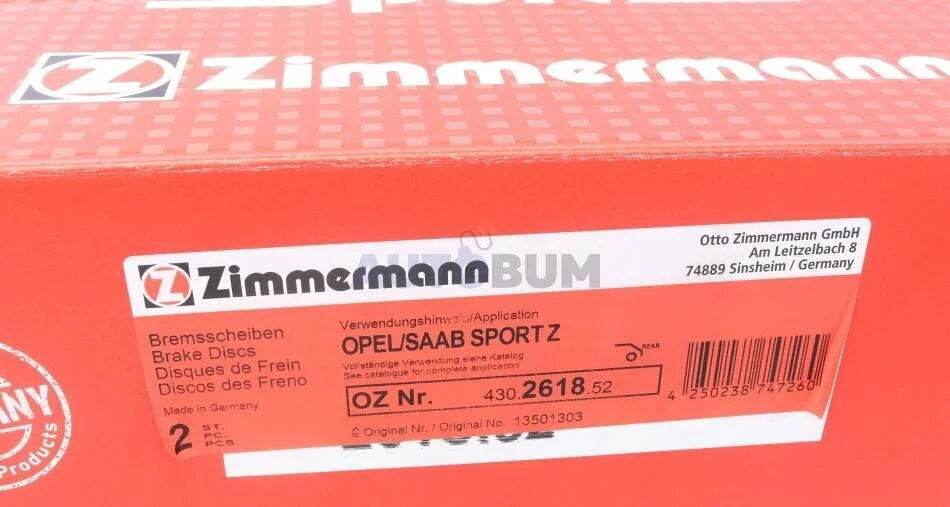 Zimmermann
Z Zimmermann
Otto Zimmermann GmbH
Am Leitzelbach 8
74889 Sinsheim / Germany
AUTOBUM
Bremsscheiben
Brake Discs
Disques de Frein
Discos des Freno
Made in Germany
2 ST.
PC.
PCS.
Verwendungshinweis/Application
OPEL/SAAB SPORT Z
Vollständige Verwendung siehe Katalog
See catalogue for complete application
REAR
OZ Nr. 430.2618.52
≙ Original Nr. / Original No. 13501303
4 250238 747260
Products